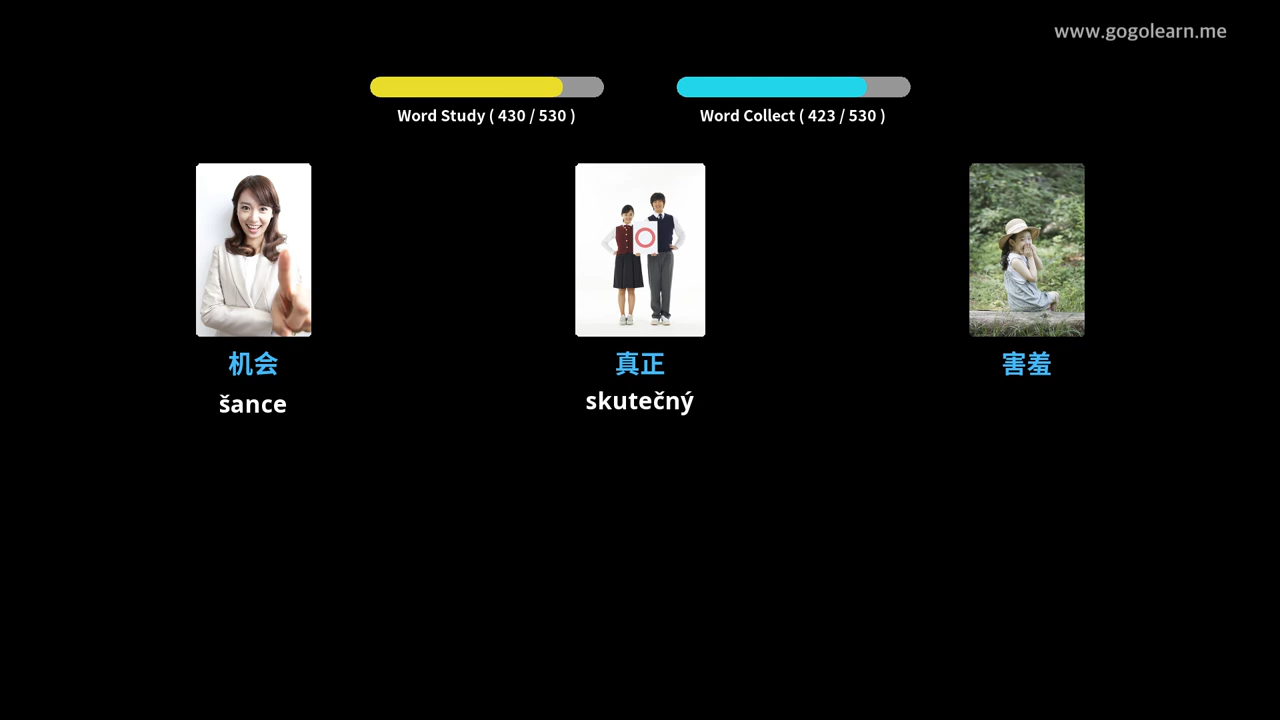 www.gogolearn.me
Word Study ( 430 / 530 )
Word Collect ( 423 / 530 )
机会
真正
害羞
šance
skutečný